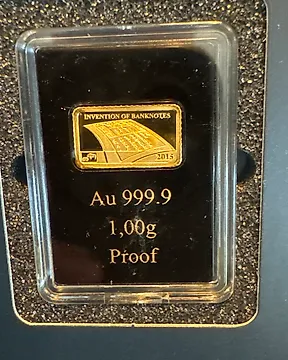 INVENTION OF BANKNOTES
2015
Au 999.9
1,00g
Proof